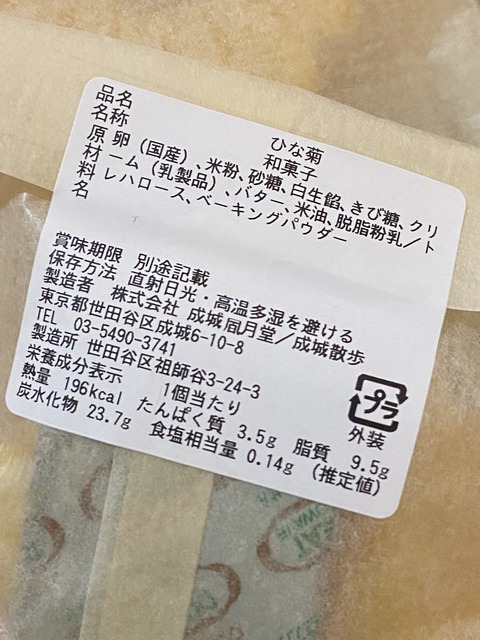 品名 ひな菊
名称 和菓子
原材料名 卵（国産）、米粉、砂糖、白生餡、きび糖、クリ
ーム（乳製品）、バター、米油、脱脂粉乳／ト
レハロース、ベーキングパウダー
賞味期限 別途記載
保存方法 直射日光・高温多湿を避ける
製造者 株式会社 成城凮月堂／成城散歩
東京都世田谷区成城6-10-8
TEL 03-5490-3741
製造所 世田谷区祖師谷3-24-3
栄養成分表示 1個当たり
熱量 196kcal たんぱく質 3.5g 脂質 9.5g
炭水化物 23.7g 食塩相当量 0.14g （推定値）
プラ
外装